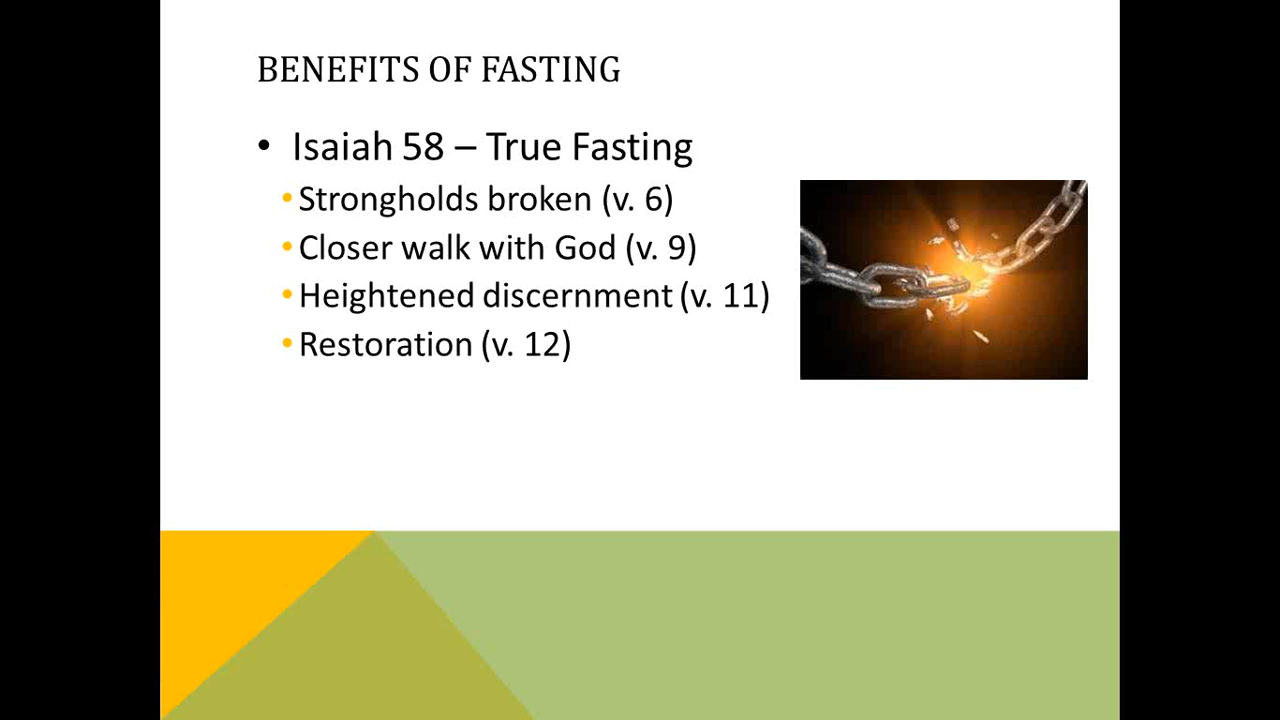 BENEFITS OF FASTING
• Isaiah 58 – True Fasting
• Strongholds broken (v. 6)
• Closer walk with God (v. 9)
• Heightened discernment (v. 11)
• Restoration (v. 12)